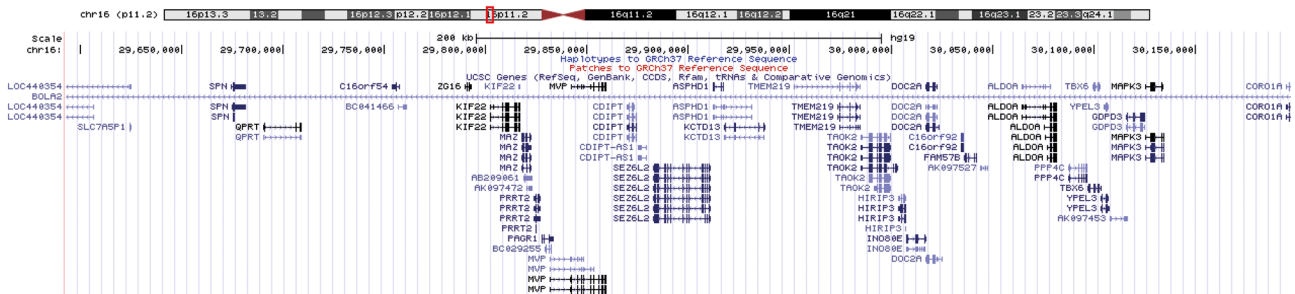 chr16 (p11.2) 16p13.3 13.2 16p12.3 p12.2 16p12.1 16p11.2 16q11.2 16q12.1 16q12.2 16q21 16q22.1 16q23.1 23.2 23.3 q24.1
Scale 200 kb hg19
chr16: 29,650,000 29,700,000 29,750,000 29,800,000 29,850,000 29,900,000 29,950,000 30,000,000 30,050,000 30,100,000 30,150,000
Haplotypes to GRCh37 Reference Sequence
Patches to GRCh37 Reference Sequence
UCSC Genes (RefSeq, GenBank, CCDS, Rfam, tRNAs & Comparative Genomics)
LOC440354 SPN C16orf54 ZG16 KIF22 MVP ASPHD1 TMEM219 DOC2A ALDOA TBX6 MAPK3 CORO1A
BOLA2
LOC440354 SPN BC041466 KIF22 CDIPT ASPHD1 TMEM219 DOC2A ALDOA YPEL3 CORO1A
LOC440354 SPN KIF22 CDIPT ASPHD1 TMEM219 DOC2A ALDOA GDPD3 CORO1A
SLC7A5P1 QPRT KIF22 CDIPT KCTD13 TMEM219 DOC2A ALDOA GDPD3
QPRT MAZ CDIPT KCTD13 TAOK2 C16orf92 ALDOA MAPK3
MAZ CDIPT-AS1 TAOK2 C16orf92 ALDOA MAPK3
MAZ CDIPT-AS1 TAOK2 FAM57B ALDOA MAPK3
MAZ SEZ6L2 TAOK2 AK097527 PPP4C
AB209061 SEZ6L2 TAOK2 PPP4C
AK097472 SEZ6L2 TAOK2 TBX6
PRRT2 SEZ6L2 HIRIP3 YPEL3
PRRT2 SEZ6L2 HIRIP3 YPEL3
PRRT2 SEZ6L2 HIRIP3 AK097453
PRRT2 HIRIP3
PAGR1 INO80E
BC029255 INO80E
MVP DOC2A
MVP
MVP
MVP